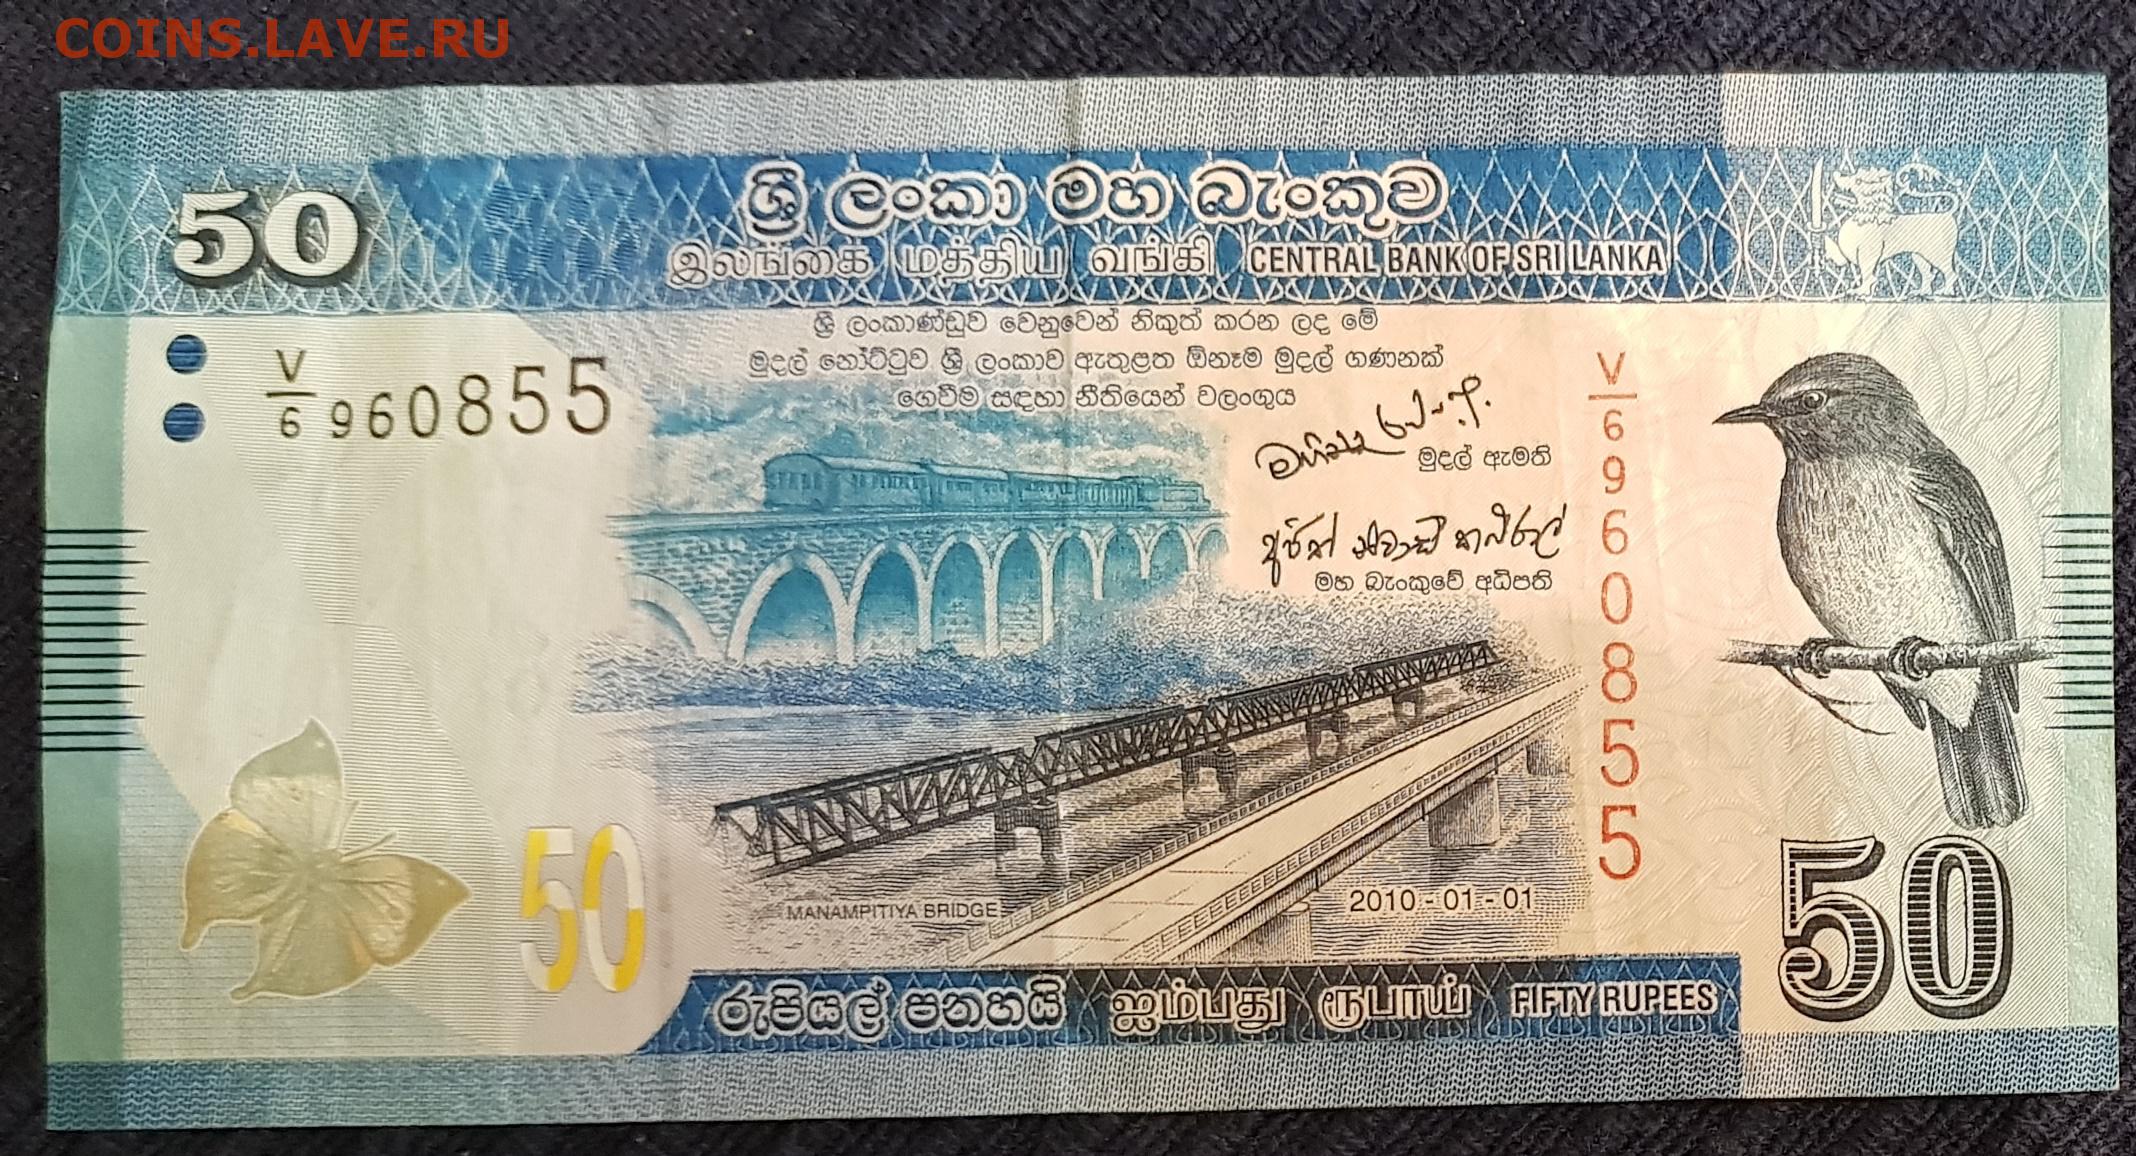 COINS.LAVE.RU
50
ශ්‍රී ලංකා මහ බැංකුව
இலங்கை மத்திய வங்கி CENTRAL BANK OF SRI LANKA
ශ්‍රී ලංකාණ්ඩුව වෙනුවෙන් නිකුත් කරන ලද මේ
මුදල් නෝට්ටුව ශ්‍රී ලංකාව ඇතුළත ඕනෑම මුදල් ගණනක්
ගෙවීම සඳහා නීතියෙන් වලංගුය
V/6 960855
V/6 960855
මුදල් ඇමති
අජිත් නිවාඩ් කබ්රාල්
මහ බැංකුවේ අධිපති
50
MANAMPITIYA BRIDGE
2010-01-01
50
රුපියල් පනහයි ஐம்பது ரூபாய் FIFTY RUPEES